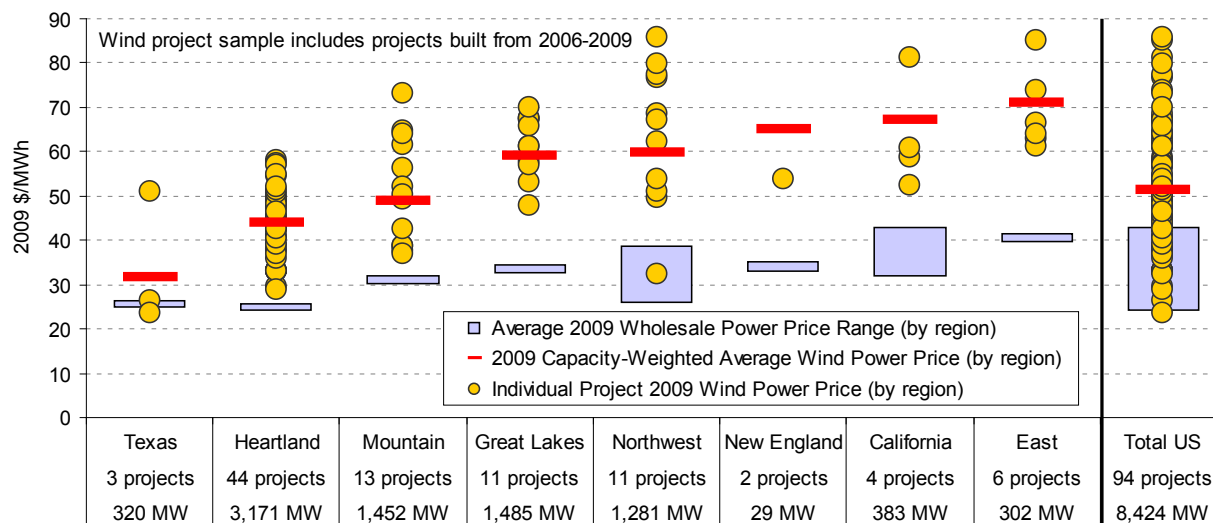 90
Wind project sample includes projects built from 2006-2009
80
70
60
50
40
30
20
10
0
2009 $/MWh
Average 2009 Wholesale Power Price Range (by region)
2009 Capacity-Weighted Average Wind Power Price (by region)
Individual Project 2009 Wind Power Price (by region)
Texas Heartland Mountain Great Lakes Northwest New England California East Total US
3 projects 44 projects 13 projects 11 projects 11 projects 2 projects 4 projects 6 projects 94 projects
320 MW 3,171 MW 1,452 MW 1,485 MW 1,281 MW 29 MW 383 MW 302 MW 8,424 MW